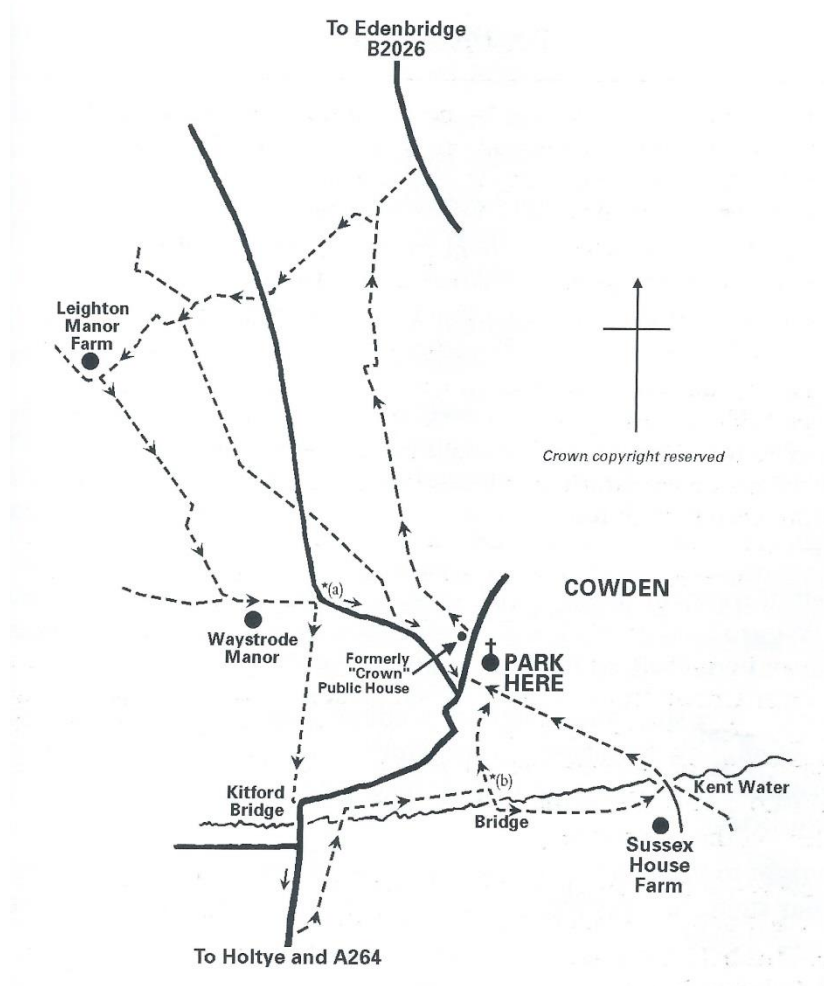 To Edenbridge
B2026
Leighton
Manor
Farm
Crown copyright reserved
*(a)
COWDEN
Waystrode
Manor
Formerly
"Crown"
Public House
PARK
HERE
*(b)
Kitford
Bridge
Kent Water
Bridge
Sussex
House
Farm
To Holtye and A264